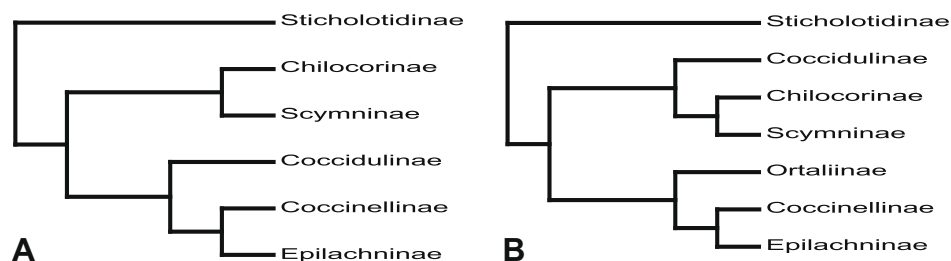 Sticholotidinae
Chilocorinae
Scymninae
Coccidulinae
Coccinellinae
Epilachninae
A
Sticholotidinae
Coccidulinae
Chilocorinae
Scymninae
Ortaliinae
Coccinellinae
Epilachninae
B